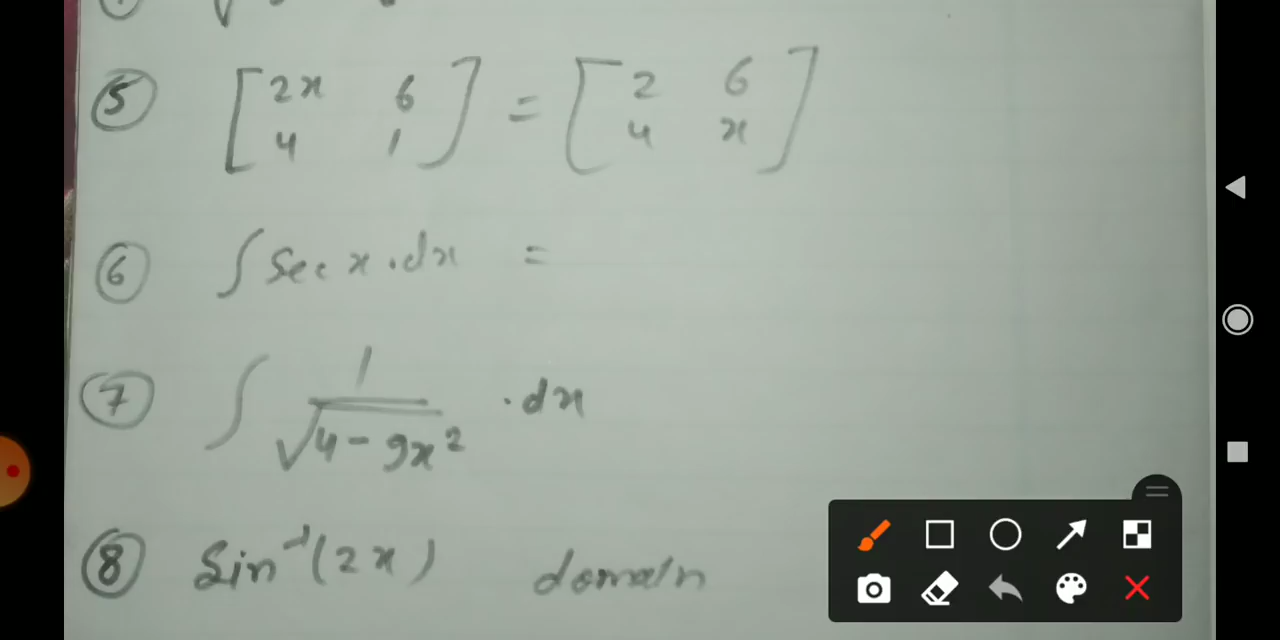 ⑤ [2x 6
4 1] = [2 6
4 x]
⑥ ∫ Sec x . dx =
⑦ ∫ 1/√(4 - 9x²) . dx
⑧ Sin⁻¹(2x) domain